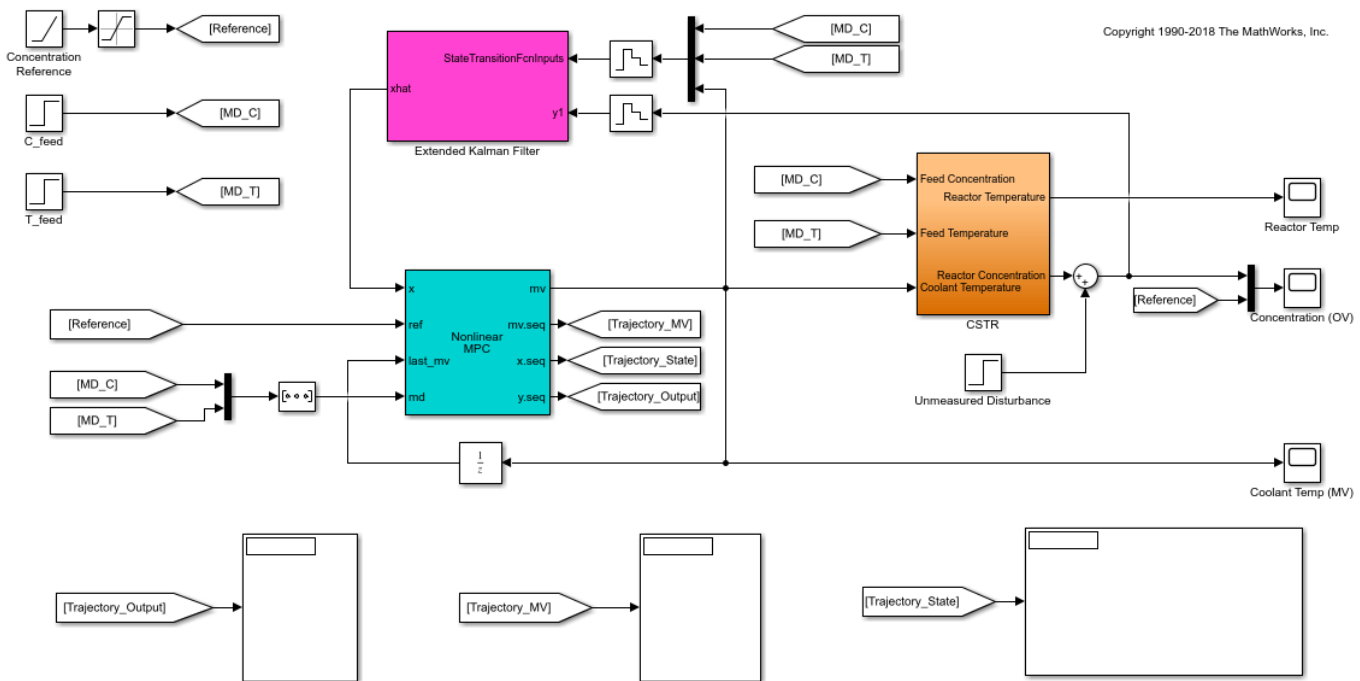 Concentration
Reference
[Reference]
C_feed
[MD_C]
T_feed
[MD_T]
StateTransitionFcnInputs
xhat
y1
Extended Kalman Filter
[MD_C]
[MD_T]
Copyright 1990-2018 The MathWorks, Inc.
[MD_C]
[MD_T]
Feed Concentration
Reactor Temperature
Feed Temperature
Reactor Concentration
Coolant Temperature
CSTR
+
+
Unmeasured Disturbance
Reactor Temp
[Reference]
Concentration (OV)
[Reference]
[MD_C]
[MD_T]
x
ref
last_mv
md
Nonlinear
MPC
mv
mv.seq
x.seq
y.seq
[Trajectory_MV]
[Trajectory_State]
[Trajectory_Output]
1
z
Coolant Temp (MV)
[Trajectory_Output]
[Trajectory_MV]
[Trajectory_State]